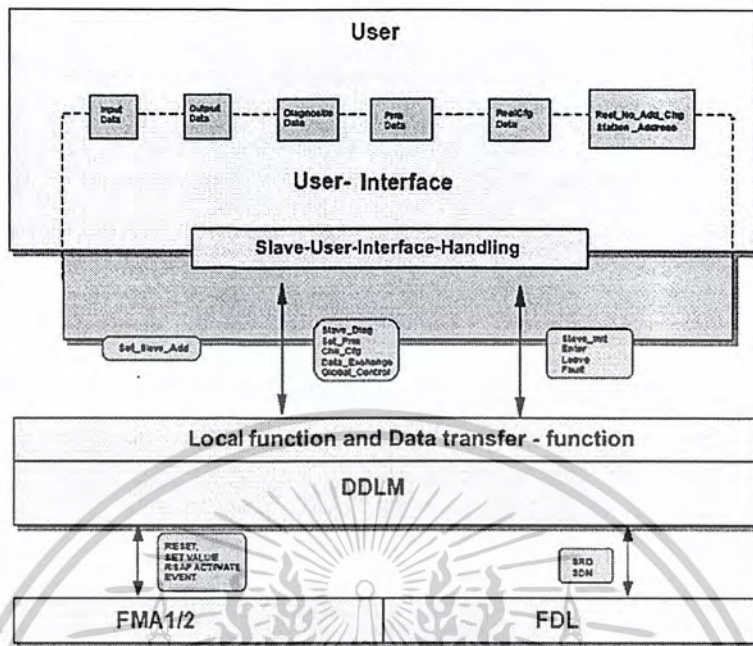 User
Input
Data
Output
Data
Diagnostic
Data
Prm
Data
RealCfg
Data
Real_No_Add_Chg
Station_Address
User- Interface
Slave-User-Interface-Handling
Set_Slave_Add
Slave_Diag
Set_Prm
Chk_Cfg
Data_Exchange
Global_Control
Slave_Init
Enter
Leave
Fault
Local function and Data transfer - function
DDLM
RESET,
SET VALUE
RSAP ACTIVATE
EVENT
SRD
SDN
FMA1/2
FDL